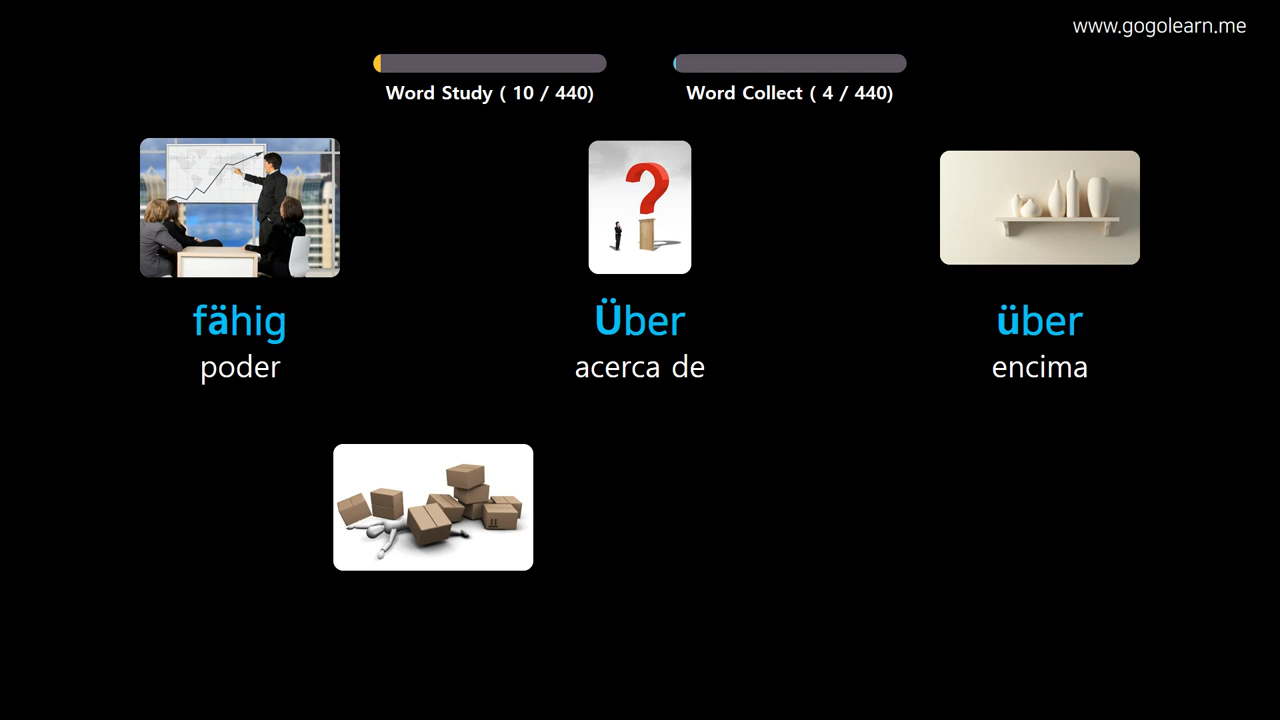 www.gogolearn.me
Word Study ( 10 / 440)
Word Collect ( 4 / 440)
fähig
poder
Über
acerca de
über
encima